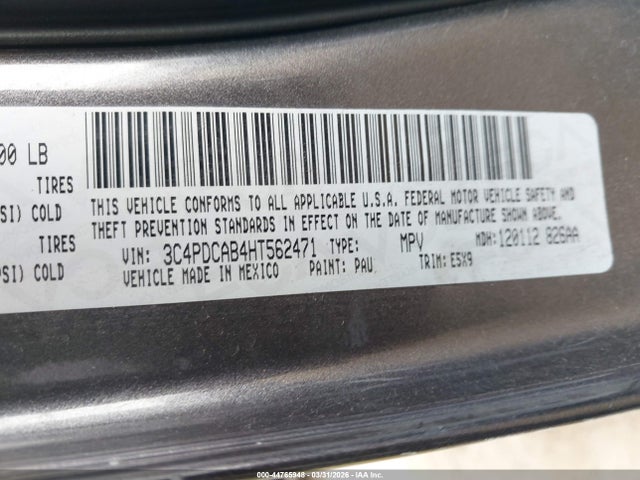 00 LB
TIRES
SI) COLD
TIRES
PSI) COLD
THIS VEHICLE CONFORMS TO ALL APPLICABLE U.S.A. FEDERAL MOTOR VEHICLE SAFETY AND
THEFT PREVENTION STANDARDS IN EFFECT ON THE DATE OF MANUFACTURE SHOWN ABOVE.
VIN: 3C4PDCAB4HT562471 TYPE: MPV MDH: 120112 826AA
VEHICLE MADE IN MEXICO PAINT: PAU TRIM: E5X9
000-44765948 03/31/2026 IAA Inc.